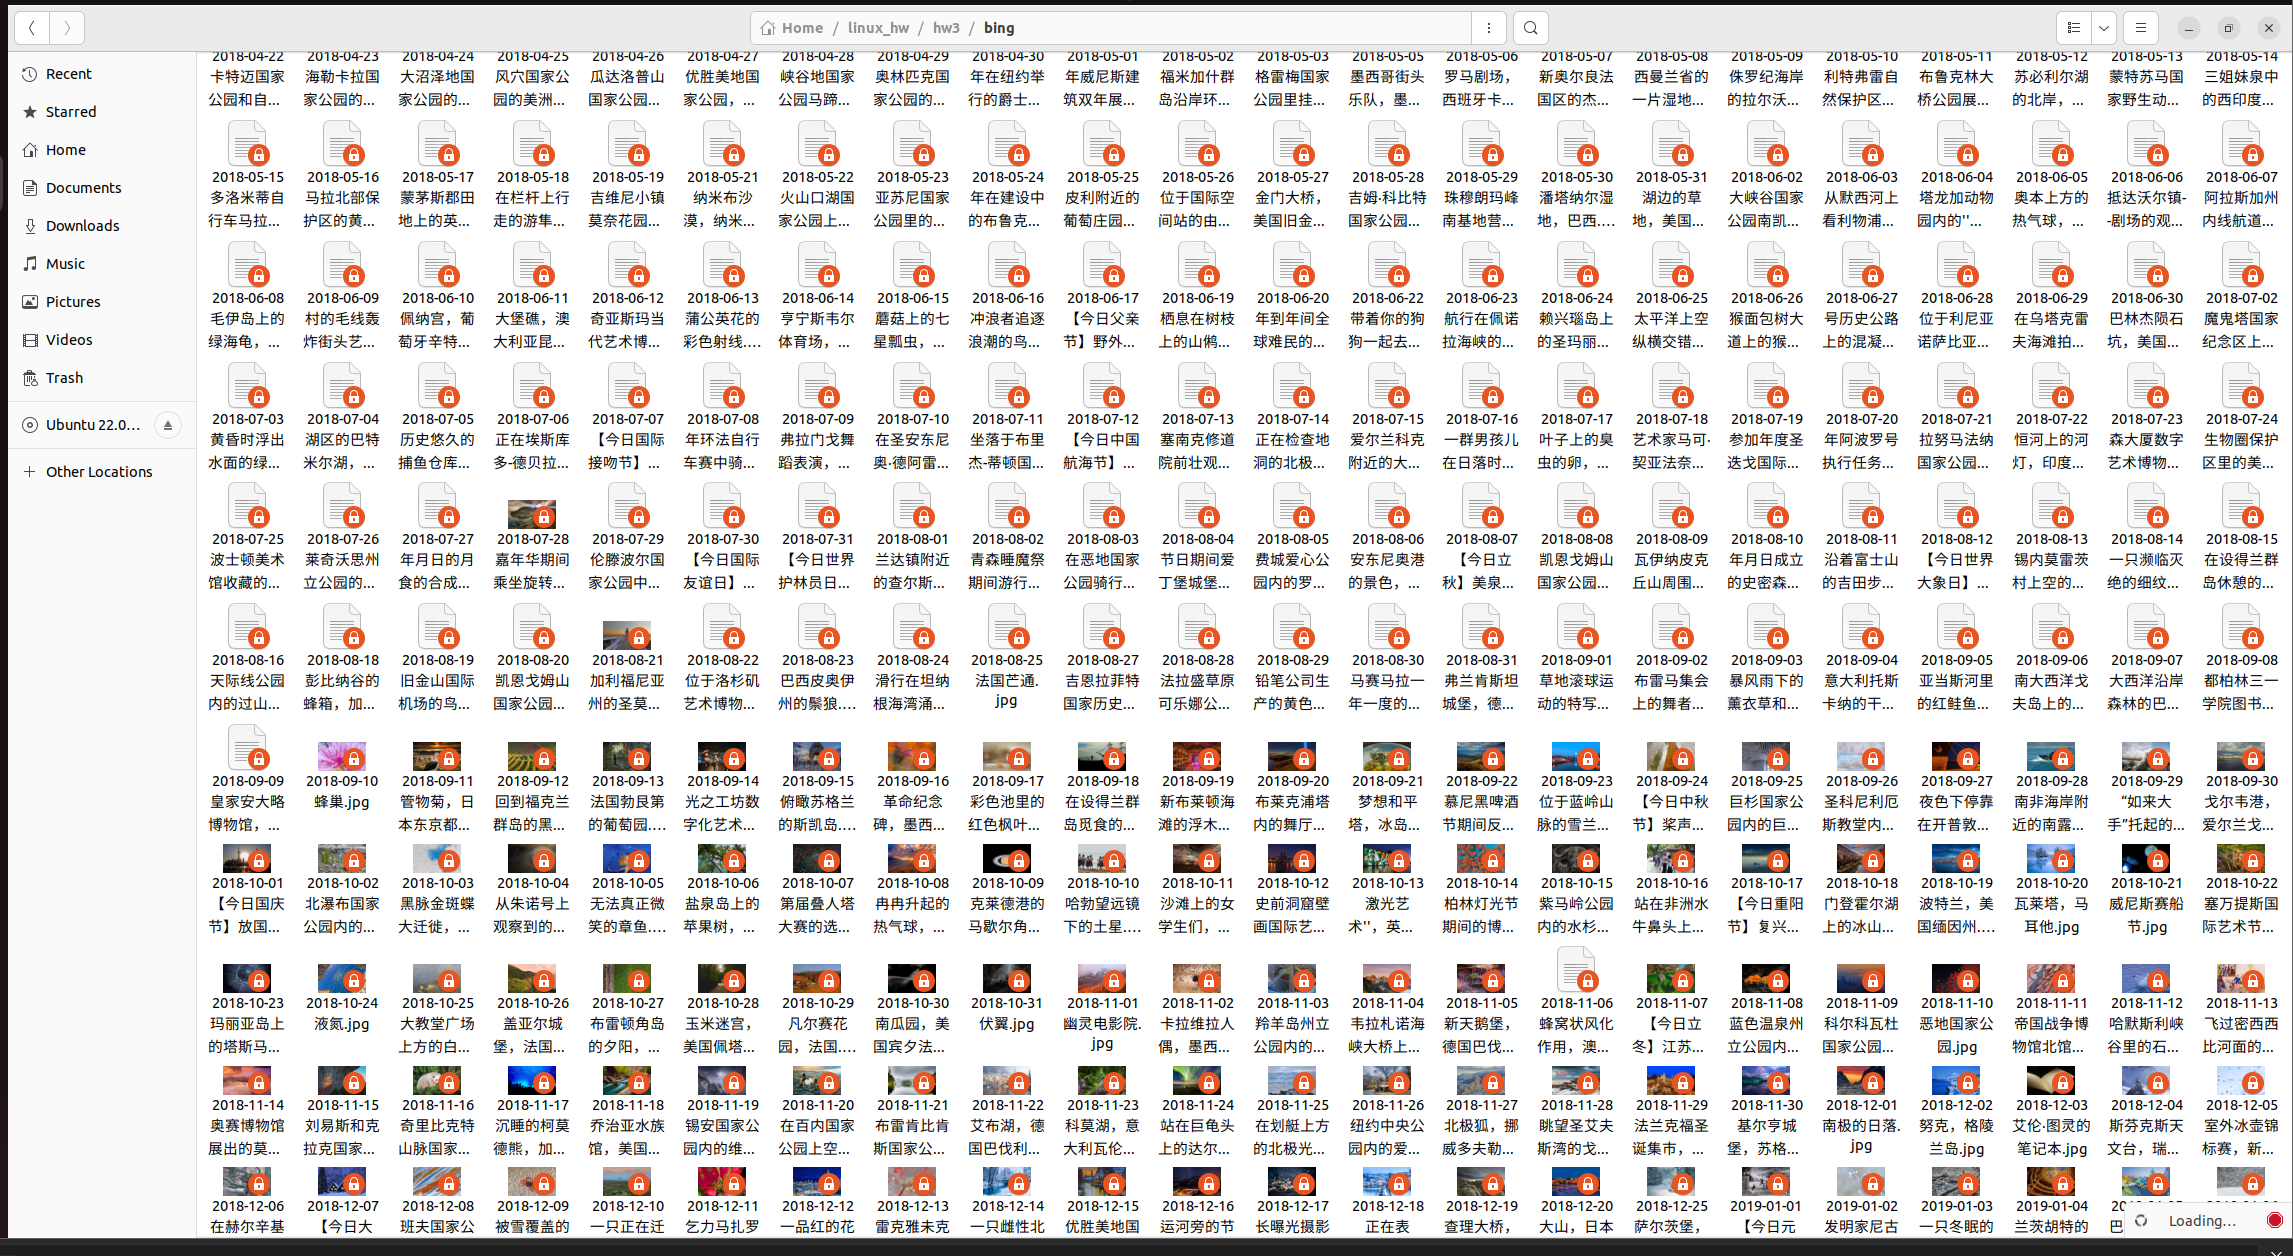 Home / linux_hw / hw3 / bing
Recent
Starred
Home
Documents
Downloads
Music
Pictures
Videos
Trash
Ubuntu 22.0...
Other Locations
2018-04-22 2018-04-23 2018-04-24 2018-04-25 2018-04-26 2018-04-27 2018-04-28 2018-04-29 2018-04-30 2018-05-01 2018-05-02 2018-05-03 2018-05-05 2018-05-06 2018-05-07 2018-05-08 2018-05-09 2018-05-10 2018-05-11 2018-05-12 2018-05-13 2018-05-14
卡特迈国家 海勒卡拉国 大沼泽地国 风穴国家公 瓜达洛普山 优胜美地国 峡谷地国家 奥林匹克国 年在纽约举 年威尼斯建 福米加什群 格雷梅国家 墨西哥街头 罗马剧场， 新奥尔良法 西曼兰省的 侏罗纪海岸 利特弗雷自 布鲁克林大 苏必利尔湖 蒙特苏马国 三姐妹泉中
公园和自... 家公园的... 家公园的... 园的美洲... 国家公园... 家公园，... 公园马蹄... 家公园的... 行的爵士... 筑双年展... 岛沿岸环... 公园里挂... 乐队，墨... 西班牙卡... 国区的杰... 一片湿地... 的拉尔沃... 然保护区... 桥公园展... 的北岸，... 家野生动... 的西印度...
2018-05-15 2018-05-16 2018-05-17 2018-05-18 2018-05-19 2018-05-21 2018-05-22 2018-05-23 2018-05-24 2018-05-25 2018-05-26 2018-05-27 2018-05-28 2018-05-29 2018-05-30 2018-05-31 2018-06-02 2018-06-03 2018-06-04 2018-06-05 2018-06-06 2018-06-07
多洛米蒂自 马拉北部保 蒙茅斯郡田 在栏杆上行 吉维尼小镇 纳米布沙 火山口湖国 亚苏尼国家 年在建设中 皮利附近的 位于国际空 金门大桥， 吉姆·科比特 珠穆朗玛峰 潘塔纳尔湿 湖边的草 大峡谷国家 从默西河上 塔龙加动物 奥本上方的 抵达沃尔镇- 阿拉斯加州
行车马拉... 护区的黄... 地上的英... 走的游隼... 莫奈花园... 漠，纳米... 家公园上... 公园里的... 的布鲁克... 葡萄庄园... 间站的由... 美国旧金... 国家公园... 南基地营... 地，巴西.... 地，美国... 公园南凯... 看利物浦... 园内的''... 热气球，... -剧场的观... 内线航道...
2018-06-08 2018-06-09 2018-06-10 2018-06-11 2018-06-12 2018-06-13 2018-06-14 2018-06-15 2018-06-16 2018-06-17 2018-06-19 2018-06-20 2018-06-22 2018-06-23 2018-06-24 2018-06-25 2018-06-26 2018-06-27 2018-06-28 2018-06-29 2018-06-30 2018-07-02
毛伊岛上的 村的毛线轰 佩纳宫，葡 大堡礁，澳 奇亚斯玛当 蒲公英花的 亨宁斯韦尔 蘑菇上的七 冲浪者追逐 【今日父亲 栖息在树枝 年到年间全 带着你的狗 航行在佩诺 赖兴瑙岛上 太平洋上空 猴面包树大 号历史公路 位于利尼亚 在乌塔克雷 巴林杰陨石 魔鬼塔国家
绿海龟，... 炸街头艺... 萄牙辛特... 大利亚昆... 代艺术博... 彩色射线.... 体育场，... 星瓢虫，... 浪潮的鸟... 节】野外... 上的山鸺... 球难民的... 狗一起去... 拉海峡的... 的圣玛丽... 纵横交错... 道上的猴... 上的混凝... 诺萨比亚... 夫海滩拍... 坑，美国... 纪念区上...
2018-07-03 2018-07-04 2018-07-05 2018-07-06 2018-07-07 2018-07-08 2018-07-09 2018-07-10 2018-07-11 2018-07-12 2018-07-13 2018-07-14 2018-07-15 2018-07-16 2018-07-17 2018-07-18 2018-07-19 2018-07-20 2018-07-21 2018-07-22 2018-07-23 2018-07-24
黄昏时浮出 湖区的巴特 历史悠久的 正在埃斯库 【今日国际 年环法自行 弗拉门戈舞 在圣安东尼 坐落于布里 【今日中国 塞南克修道 正在检查地 爱尔兰科克 一群男孩儿 叶子上的臭 艺术家马可· 参加年度圣 年阿波罗号 拉努马法纳 恒河上的河 森大厦数字 生物圈保护
水面的绿... 米尔湖，... 捕鱼仓库... 多-德贝拉... 接吻节】... 车赛中骑... 蹈表演，... 奥·德阿雷... 杰-蒂顿国... 航海节】... 院前壮观... 洞的北极... 附近的大... 在日落时... 虫的卵，... 契亚法奈... 迭戈国际... 执行任务... 国家公园... 灯，印度... 艺术博物... 区里的美...
2018-07-25 2018-07-26 2018-07-27 2018-07-28 2018-07-29 2018-07-30 2018-07-31 2018-08-01 2018-08-02 2018-08-03 2018-08-04 2018-08-05 2018-08-06 2018-08-07 2018-08-08 2018-08-09 2018-08-10 2018-08-11 2018-08-12 2018-08-13 2018-08-14 2018-08-15
波士顿美术 莱奇沃思州 年月日的月 嘉年华期间 伦滕波尔国 【今日国际 【今日世界 兰达镇附近 青森睡魔祭 在恶地国家 节日期间爱 费城爱心公 安东尼奥港 【今日立 凯恩戈姆山 瓦伊纳皮克 年月日成立 沿着富士山 【今日世界 锡内莫雷茨 一只濒临灭 在设得兰群
馆收藏的... 立公园的... 食的合成... 乘坐旋转... 家公园中... 友谊日】... 护林员日... 的查尔斯... 期间游行... 公园骑行... 丁堡城堡... 园内的罗... 的景色，... 秋】美泉... 国家公园... 丘山周围... 的史密森... 的吉田步... 大象日】... 村上空的... 绝的细纹... 岛休憩的...
2018-08-16 2018-08-18 2018-08-19 2018-08-20 2018-08-21 2018-08-22 2018-08-23 2018-08-24 2018-08-25 2018-08-27 2018-08-28 2018-08-29 2018-08-30 2018-08-31 2018-09-01 2018-09-02 2018-09-03 2018-09-04 2018-09-05 2018-09-06 2018-09-07 2018-09-08
天际线公园 彭比纳谷的 旧金山国际 凯恩戈姆山 加利福尼亚 位于洛杉矶 巴西皮奥伊 滑行在坦纳 法国芒通. 吉恩拉菲特 法拉盛草原 铅笔公司生 马赛马拉一 弗兰肯斯坦 草地滚球运 布雷马集会 暴风雨下的 意大利托斯 亚当斯河里 南大西洋戈 大西洋沿岸 都柏林三一
内的过山... 蜂箱，加... 机场的鸟... 国家公园... 州的圣莫... 艺术博物... 州的鬃狼.... 根海湾涌... jpg 国家历史... 可乐娜公... 产的黄色... 年一度的... 城堡，德... 动的特写... 上的舞者... 薰衣草和... 卡纳的干... 的红鲑鱼... 夫岛上的... 森林的巴... 学院图书...
2018-09-09 2018-09-10 2018-09-11 2018-09-12 2018-09-13 2018-09-14 2018-09-15 2018-09-16 2018-09-17 2018-09-18 2018-09-19 2018-09-20 2018-09-21 2018-09-22 2018-09-23 2018-09-24 2018-09-25 2018-09-26 2018-09-27 2018-09-28 2018-09-29 2018-09-30
皇家安大略 蜂巢.jpg 管物菊，日 回到福克兰 法国勃艮第 光之工坊数 俯瞰苏格兰 革命纪念 彩色池里的 在设得兰群 新布莱顿海 布莱克浦塔 梦想和平 慕尼黑啤酒 位于蓝岭山 【今日中秋 巨杉国家公 圣科尼利厄 夜色下停靠 南非海岸附 “如来大 戈尔韦港，
博物馆，... 本东京都... 群岛的黑... 的葡萄园.... 字化艺术... 的斯凯岛.... 碑，墨西... 红色枫叶... 岛觅食的... 滩的浮木... 内的舞厅... 塔，冰岛... 节期间反... 脉的雪兰... 节】桨声... 园内的巨... 斯教堂内... 在开普敦... 近的南露... 手”托起的... 爱尔兰戈...
2018-10-01 2018-10-02 2018-10-03 2018-10-04 2018-10-05 2018-10-06 2018-10-07 2018-10-08 2018-10-09 2018-10-10 2018-10-11 2018-10-12 2018-10-13 2018-10-14 2018-10-15 2018-10-16 2018-10-17 2018-10-18 2018-10-19 2018-10-20 2018-10-21 2018-10-22
【今日国庆 北瀑布国家 黑脉金斑蝶 从朱诺号上 无法真正微 盐泉岛上的 第届叠人塔 冉冉升起的 克莱德港的 哈勃望远镜 沙滩上的女 史前洞窟壁 激光艺 柏林灯光节 紫马岭公园 站在非洲水 【今日重阳 门登霍尔湖 波特兰，美 瓦莱塔，马 威尼斯赛船 塞万提斯国
节】放国... 公园内的... 大迁徙，... 观察到的... 笑的章鱼.... 苹果树，... 大赛的选... 热气球，... 马歇尔角... 下的土星.... 学生们，... 画国际艺... 术''，英... 期间的博... 内的水杉... 牛鼻头上... 节】复兴... 上的冰山... 国缅因州.... 耳他.jpg 节.jpg 际艺术节...
2018-10-23 2018-10-24 2018-10-25 2018-10-26 2018-10-27 2018-10-28 2018-10-29 2018-10-30 2018-10-31 2018-11-01 2018-11-02 2018-11-03 2018-11-04 2018-11-05 2018-11-06 2018-11-07 2018-11-08 2018-11-09 2018-11-10 2018-11-11 2018-11-12 2018-11-13
玛丽亚岛上 液氮.jpg 大教堂广场 盖亚尔城 布雷顿角岛 玉米迷宫， 凡尔赛花 南瓜园，美 伏翼.jpg 幽灵电影院. 卡拉维拉人 羚羊岛州立 韦拉札诺海 新天鹅堡， 蜂窝状风化 【今日立 蓝色温泉州 科尔科瓦杜 恶地国家公 帝国战争博 哈默斯利峡 飞过密西西
的塔斯马... 上方的白... 堡，法国... 的夕阳，... 美国佩塔... 园，法国.... 国宾夕法... jpg 偶，墨西... 公园内的... 峡大桥上... 德国巴伐... 作用，澳... 冬】江苏... 立公园内... 国家公园... 园.jpg 物馆北馆... 谷里的石... 比河面的...
2018-11-14 2018-11-15 2018-11-16 2018-11-17 2018-11-18 2018-11-19 2018-11-20 2018-11-21 2018-11-22 2018-11-23 2018-11-24 2018-11-25 2018-11-26 2018-11-27 2018-11-28 2018-11-29 2018-11-30 2018-12-01 2018-12-02 2018-12-03 2018-12-04 2018-12-05
奥赛博物馆 刘易斯和克 奇里比克特 沉睡的柯莫 乔治亚水族 锡安国家公 在百内国家 布雷肯比肯 艾布湖，德 科莫湖，意 站在巨龟头 在划艇上方 纽约中央公 北极狐，挪 眺望圣艾夫 法兰克福圣 基尔亨城 南极的日落. 努克，格陵 艾伦·图灵的 斯芬克斯天 室外冰壶锦
展出的莫... 拉克国家... 山脉国家... 德熊，加... 馆，美国... 园内的维... 公园上空... 斯国家公... 国巴伐利... 大利瓦伦... 上的达尔... 的北极光... 园内的爱... 威多夫勒... 斯湾的戈... 诞集市，... 堡，苏格... jpg 兰岛.jpg 笔记本.jpg 文台，瑞... 标赛，新...
2018-12-06 2018-12-07 2018-12-08 2018-12-09 2018-12-10 2018-12-11 2018-12-12 2018-12-13 2018-12-14 2018-12-15 2018-12-16 2018-12-17 2018-12-18 2018-12-19 2018-12-20 2018-12-25 2019-01-01 2019-01-02 2019-01-03 2019-01-04
在赫尔辛基 【今日大 班夫国家公 被雪覆盖的 一只正在迁 乞力马扎罗 一品红的花 雷克雅未克 一只雌性北 优胜美地国 运河旁的节 长曝光摄影 正在表 查理大桥， 大山，日本 萨尔茨堡， 【今日元 发明家尼古 一只冬眠的 兰茨胡特的
Loading...